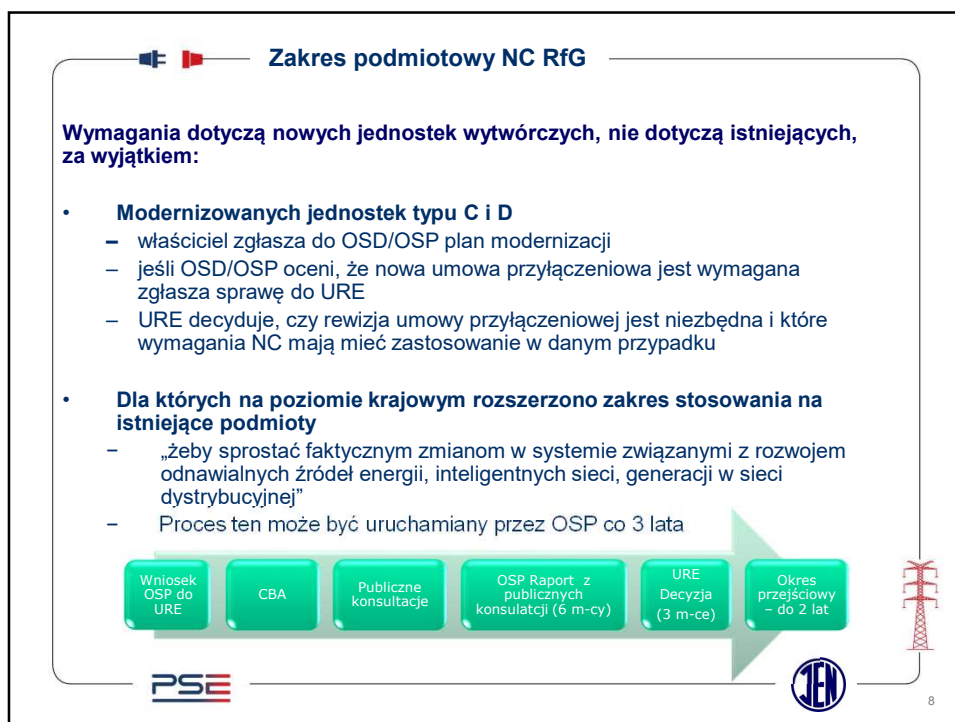 Zakres podmiotowy NC RfG
Wymagania dotyczą nowych jednostek wytwórczych, nie dotyczą istniejących,
za wyjątkiem:
• Modernizowanych jednostek typu C i D
– właściciel zgłasza do OSD/OSP plan modernizacji
– jeśli OSD/OSP oceni, że nowa umowa przyłączeniowa jest wymagana
zgłasza sprawę do URE
– URE decyduje, czy rewizja umowy przyłączeniowej jest niezbędna i które
wymagania NC mają mieć zastosowanie w danym przypadku
• Dla których na poziomie krajowym rozszerzono zakres stosowania na
istniejące podmioty
– „żeby sprostać faktycznym zmianom w systemie związanymi z rozwojem
odnawialnych źródeł energii, inteligentnych sieci, generacji w sieci
dystrybucyjnej”
– Proces ten może być uruchamiany przez OSP co 3 lata
Wniosek
OSP do
URE
CBA
Publiczne
konsultacje
OSP Raport z
publicznych
konsulatcji (6 m-cy)
URE
Decyzja
(3 m-ce)
Okres
przejściowy
– do 2 lat
PSE
IEN
8